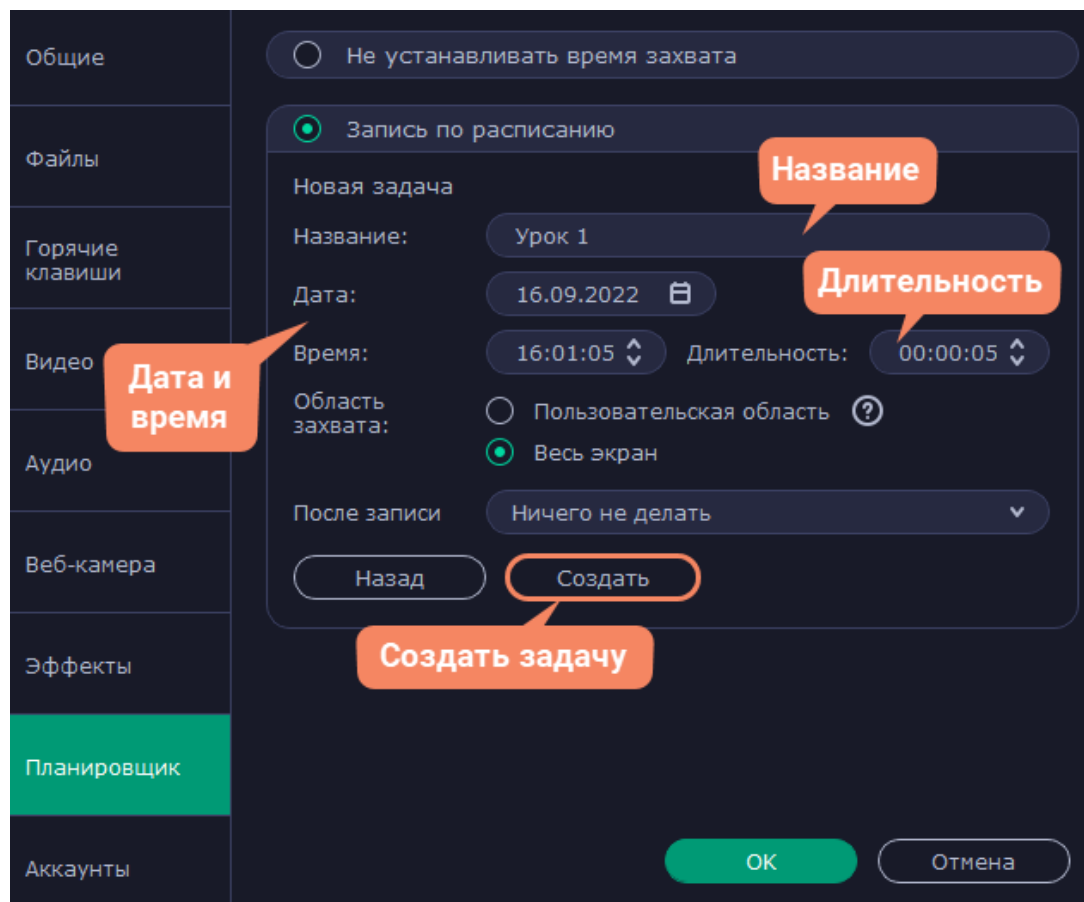 Общие
Файлы
Горячие
клавиши
Видео
Аудио
Веб-камера
Эффекты
Планировщик
Аккаунты
Не устанавливать время захвата
Запись по расписанию
Новая задача
Название
Название:
Урок 1
Длительность
Дата:
16.09.2022
Время:
16:01:05
Длительность:
00:00:05
Дата и
время
Область
захвата:
Пользовательская область
Весь экран
После записи
Ничего не делать
Назад
Создать
Создать задачу
OK
Отмена